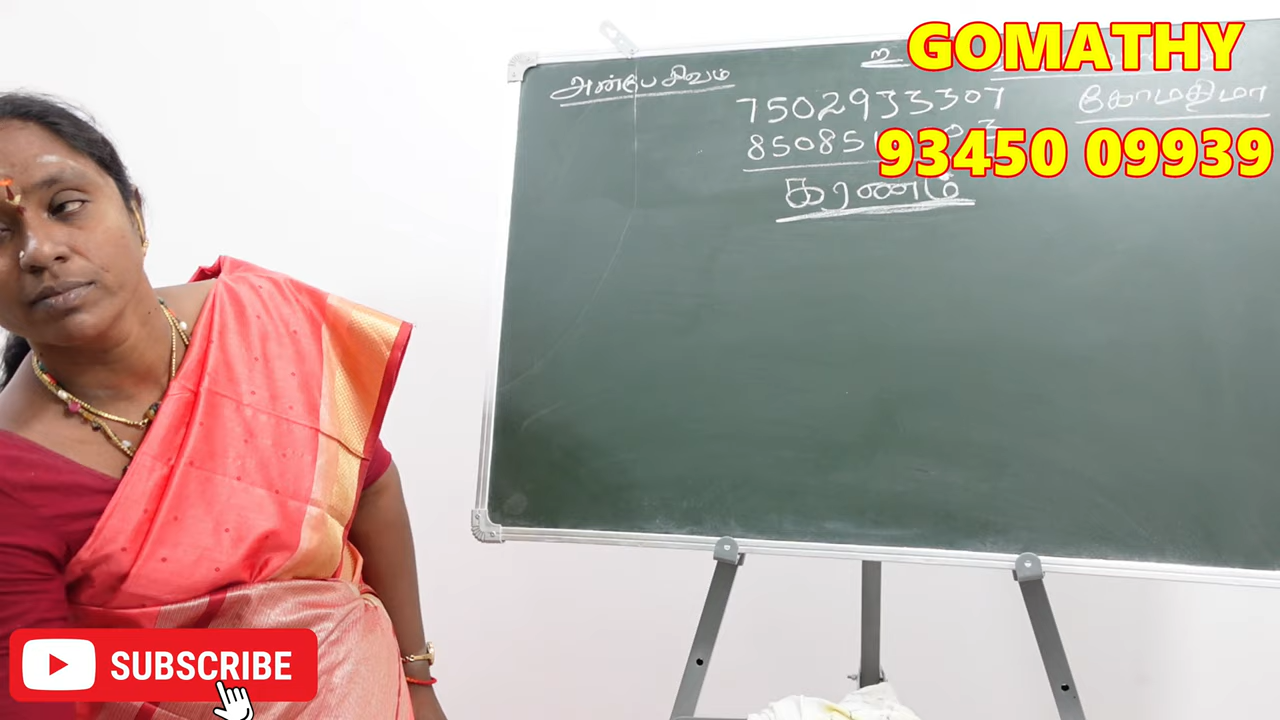 உ
GOMATHY
அன்பே சிவம்
7502933307
கோமதிமா
93450 09939
கரணம்
SUBSCRIBE